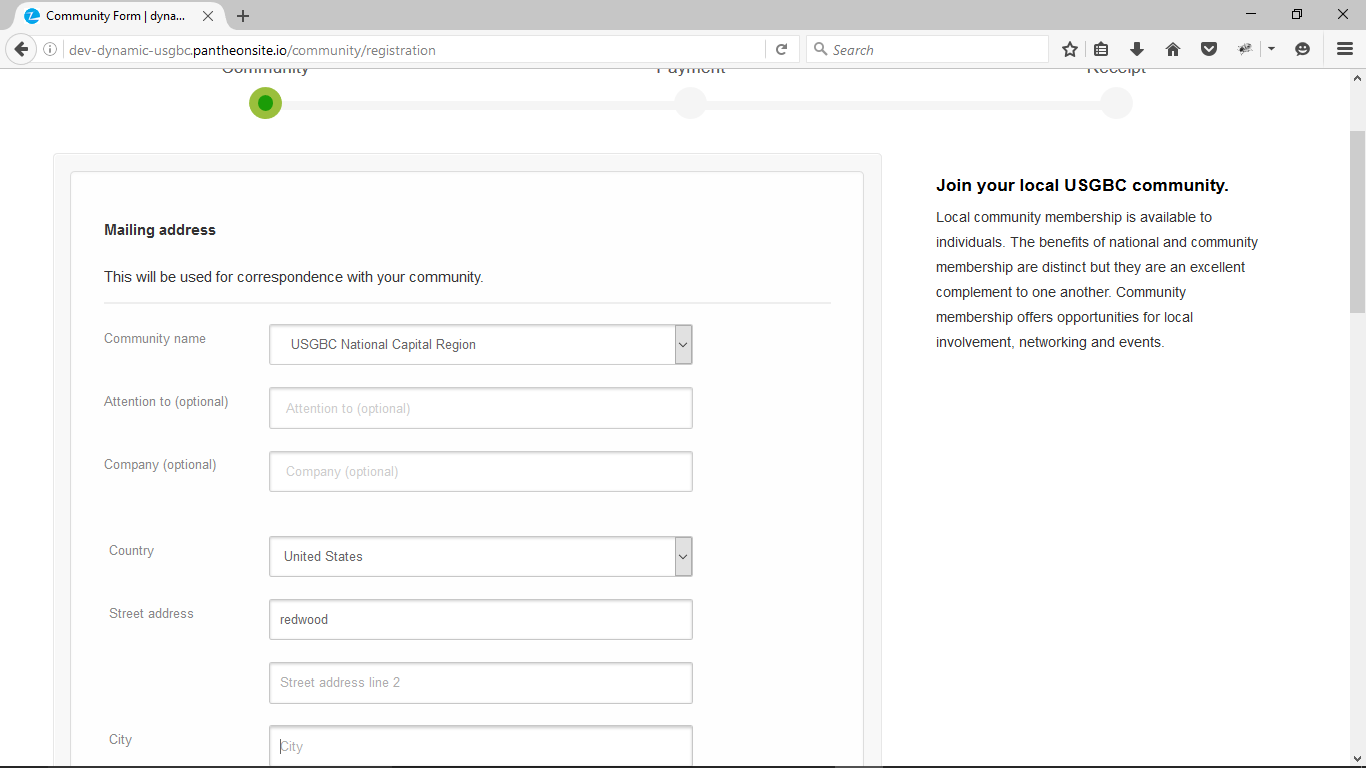 Community Form | dyna...
dev-dynamic-usgbc.pantheonsite.io/community/registration
Search
Community
Payment
Receipt
Mailing address
This will be used for correspondence with your community.
Community name
USGBC National Capital Region
Attention to (optional)
Attention to (optional)
Company (optional)
Company (optional)
Country
United States
Street address
redwood
Street address line 2
City
City
Join your local USGBC community.
Local community membership is available to
individuals. The benefits of national and community
membership are distinct but they are an excellent
complement to one another. Community
membership offers opportunities for local
involvement, networking and events.